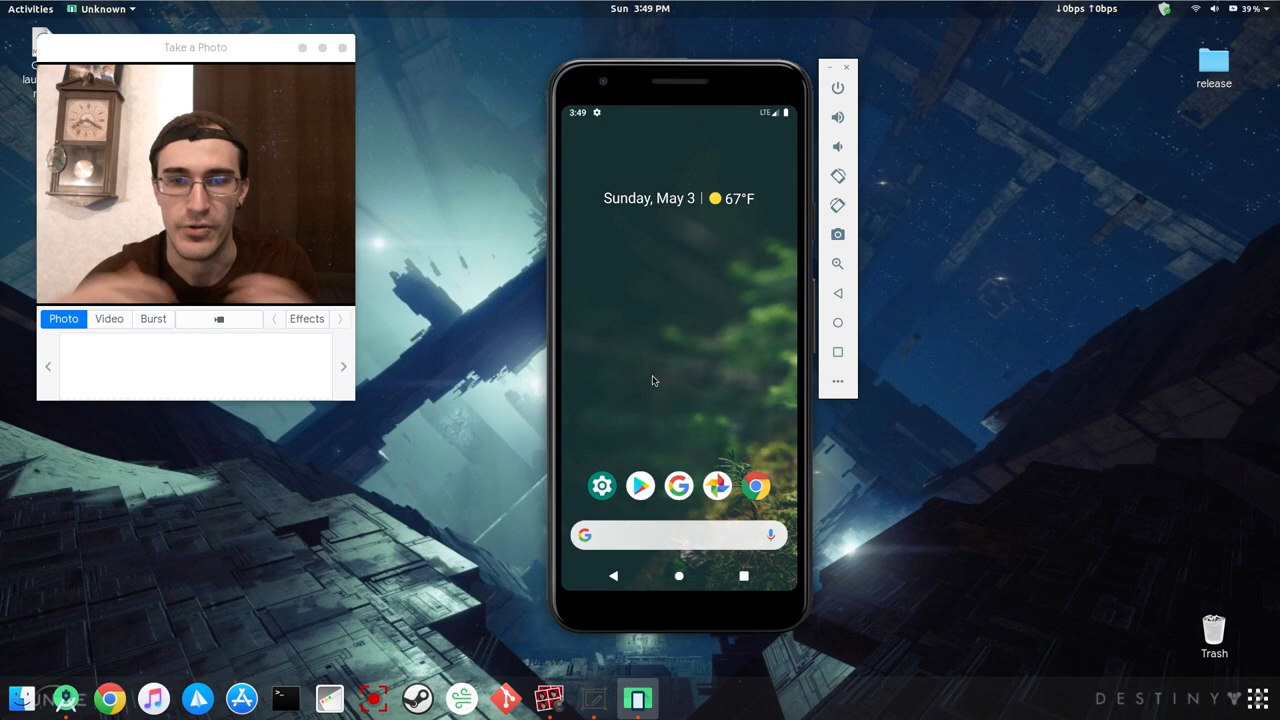 Activities
Unknown
Sun 3:49 PM
↓0bps ↑0bps
39%
Take a Photo
Photo
Video
Burst
Effects
3:49
LTE
Sunday, May 3
67°F
release
Trash
DESTINY